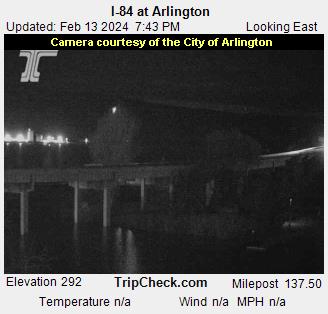 I-84 at Arlington
Updated: Feb 13 2024 7:43 PM Looking East
Camera courtesy of the City of Arlington
Elevation 292 TripCheck.com Milepost 137.50
Temperature n/a Wind n/a MPH n/a